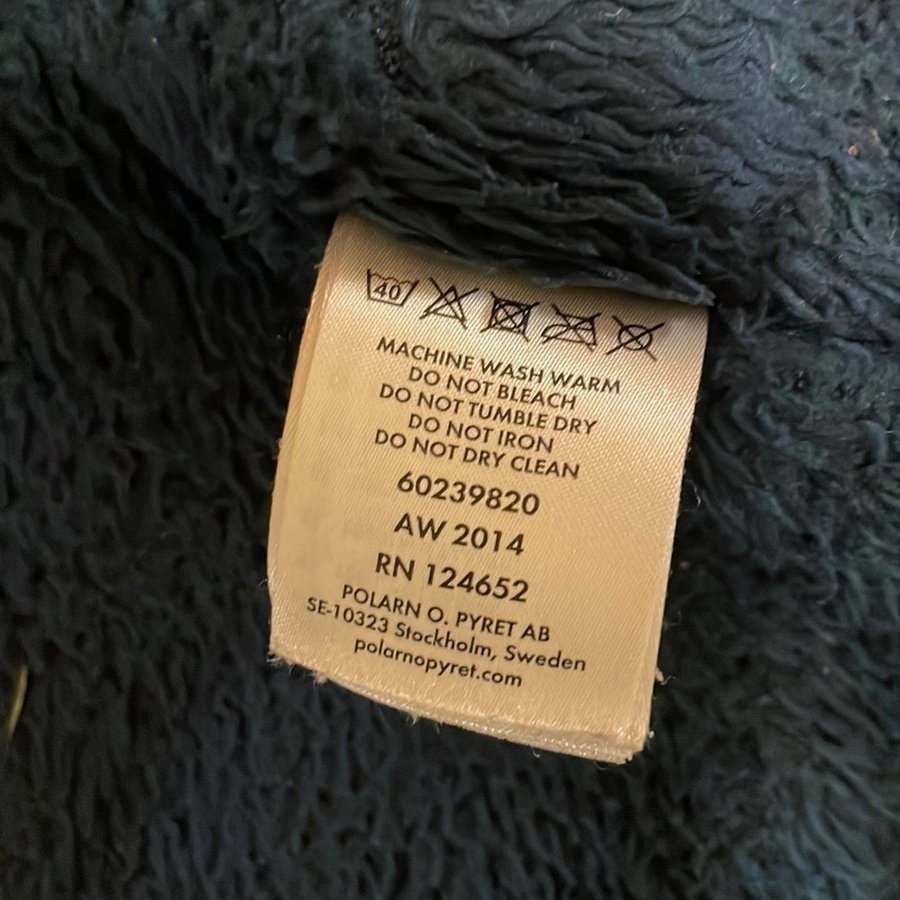 40
MACHINE WASH WARM
DO NOT BLEACH
DO NOT TUMBLE DRY
DO NOT IRON
DO NOT DRY CLEAN
60239820
AW 2014
RN 124652
POLARN O. PYRET AB
SE-10323 Stockholm, Sweden
polarnopyret.com